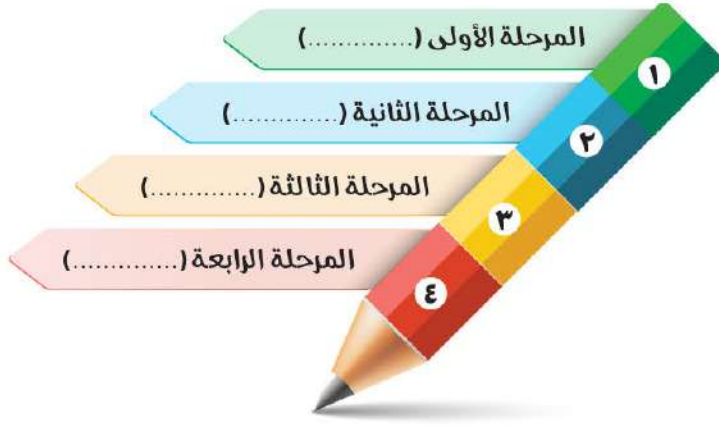 المرحلة الأولى (..............)
١
المرحلة الثانية (..............)
٢
المرحلة الثالثة (..............)
٣
المرحلة الرابعة (..............)
٤